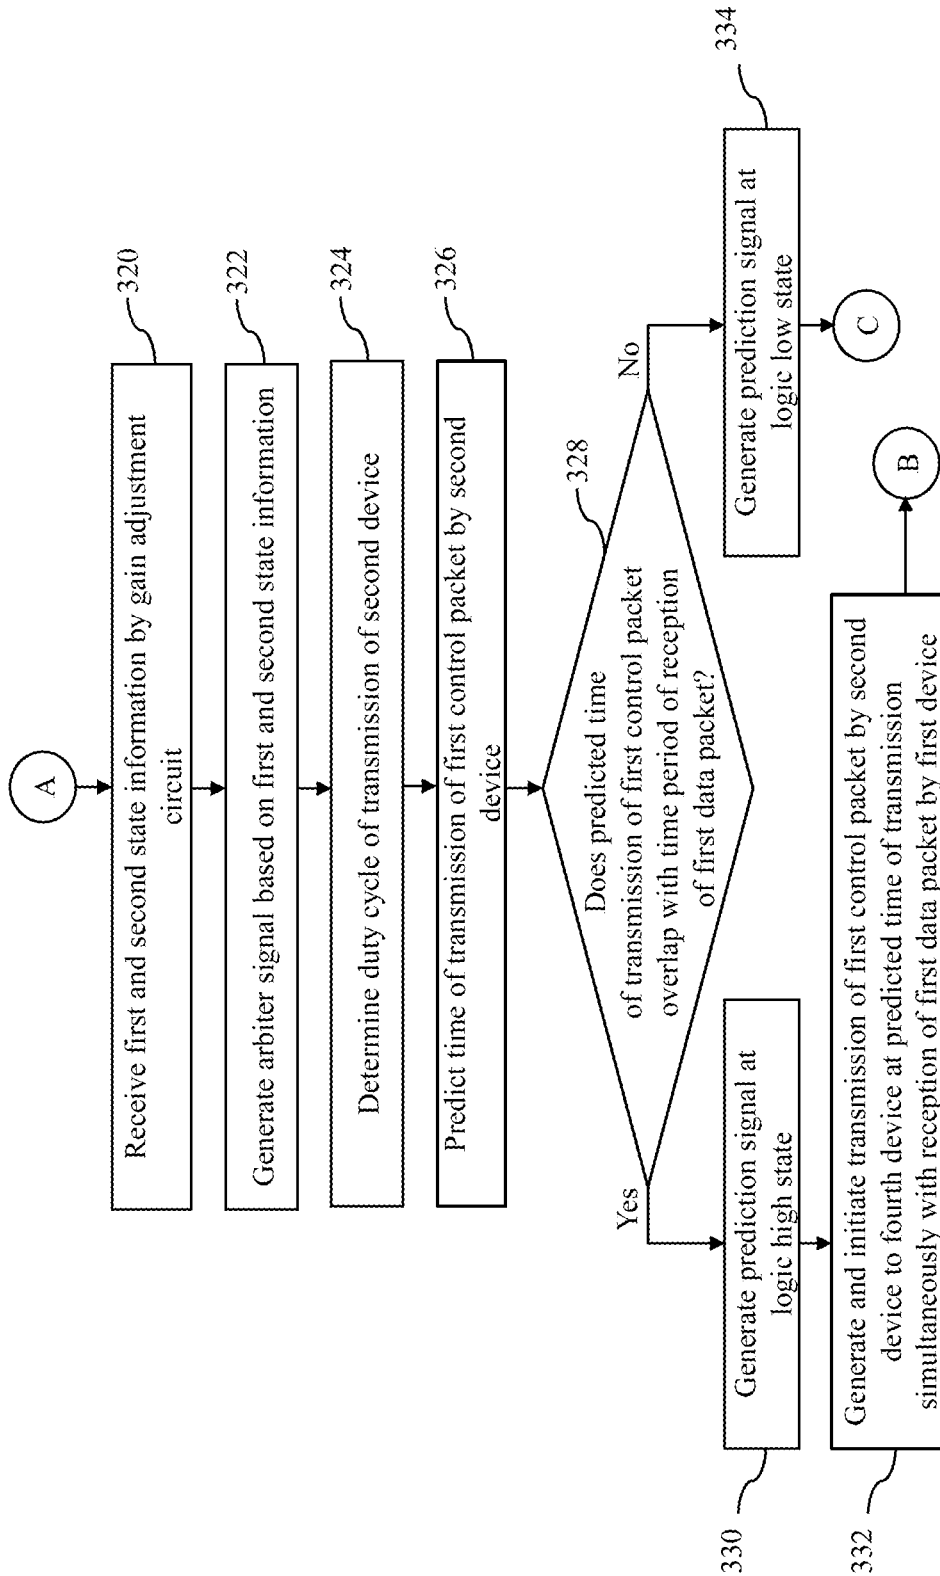 A
Receive first and second state information by gain adjustment
circuit
320
Generate arbiter signal based on first and second state information
322
Determine duty cycle of transmission of second device
324
Predict time of transmission of first control packet by second
device
326
Does predicted time
of transmission of first control packet
overlap with time period of reception
of first data packet?
328
Yes
No
Generate prediction signal at
logic high state
330
Generate prediction signal at
logic low state
334
Generate and initiate transmission of first control packet by second
device to fourth device at predicted time of transmission
simultaneously with reception of first data packet by first device
332
B
C